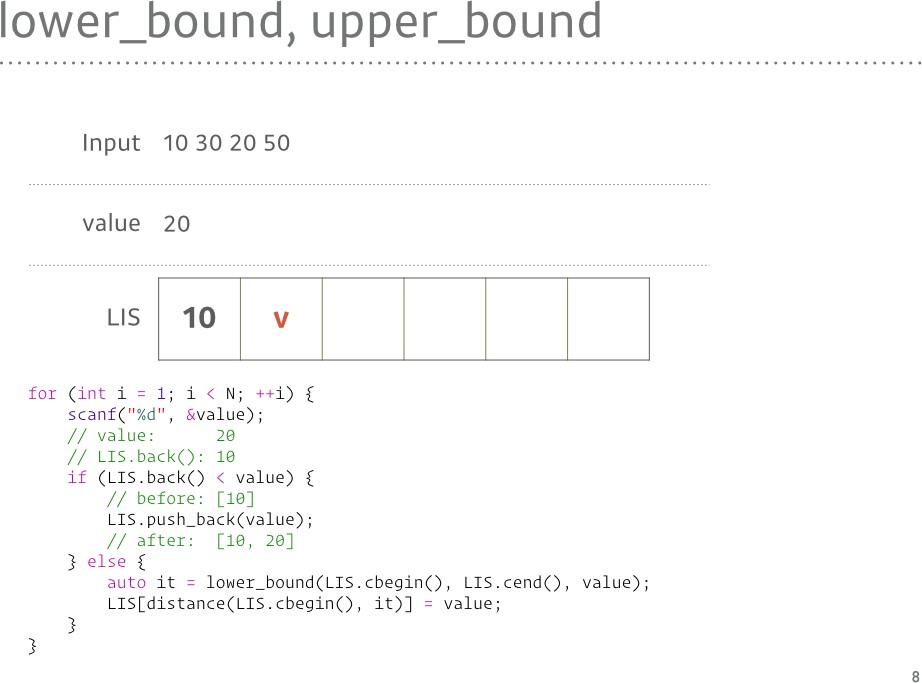 lower_bound, upper_bound
Input 10 30 20 50
value 20
LIS 10 v
for (int i = 1; i < N; ++i) {
    scanf("%d", &value);
    // value:      20
    // LIS.back(): 10
    if (LIS.back() < value) {
        // before: [10]
        LIS.push_back(value);
        // after:  [10, 20]
    } else {
        auto it = lower_bound(LIS.cbegin(), LIS.cend(), value);
        LIS[distance(LIS.cbegin(), it)] = value;
    }
}
8